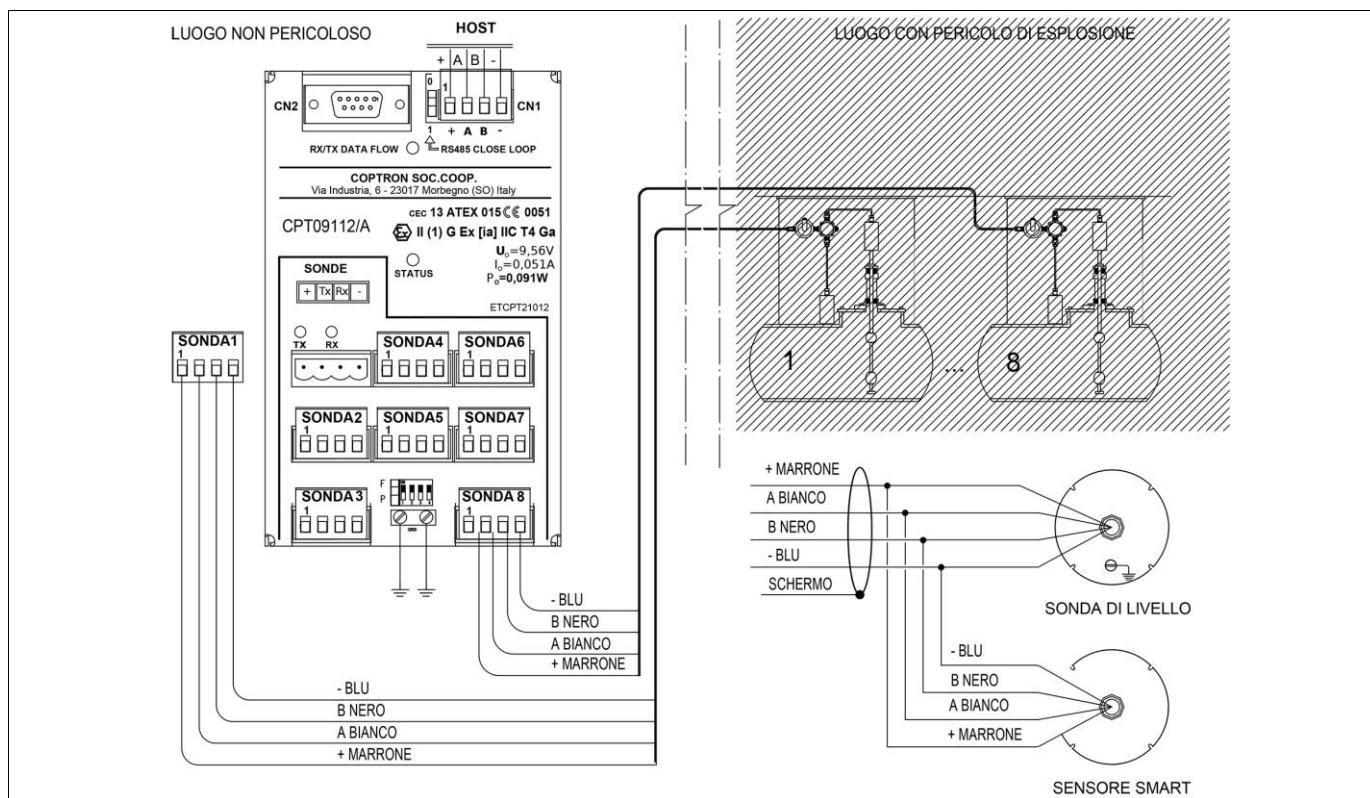 LUOGO NON PERICOLOSO
HOST
LUOGO CON PERICOLO DI ESPLOSIONE
+ A B -
0
CN2
1
CN1
1 + A B -
RX/TX DATA FLOW
RS485 CLOSE LOOP
COPTRON SOC.COOP.
Via Industria, 6 - 23017 Morbegno (SO) Italy
CPT09112/A
CEC 13 ATEX 015 CE 0051
Ex II (1) G Ex [ia] IIC T4 Ga
Uo=9,56V
Io=0,051A
Po=0,091W
STATUS
SONDE
+ Tx Rx -
ETCPT21012
TX RX
SONDA1
1
SONDA4
1
SONDA6
1
SONDA2
1
SONDA5
1
SONDA7
1
F
P
SONDA 3
1
SONDA 8
1
1 ... 8
- BLU
B NERO
A BIANCO
+ MARRONE
- BLU
B NERO
A BIANCO
+ MARRONE
+ MARRONE
A BIANCO
B NERO
- BLU
SCHERMO
SONDA DI LIVELLO
- BLU
B NERO
A BIANCO
+ MARRONE
SENSORE SMART